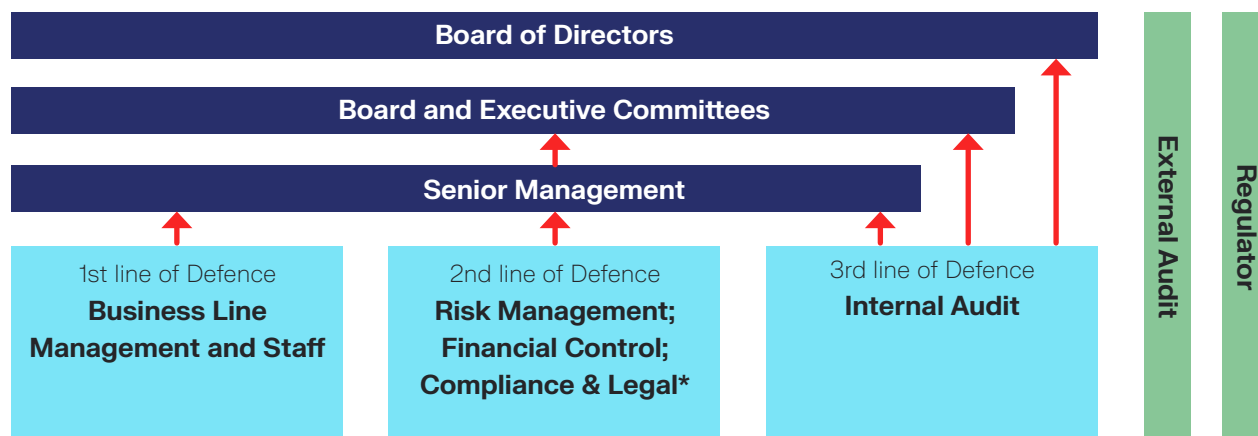 Board of Directors
Board and Executive Committees
Senior Management
1st line of Defence
Business Line
Management and Staff
2nd line of Defence
Risk Management;
Financial Control;
Compliance & Legal*
3rd line of Defence
Internal Audit
External Audit
Regulator